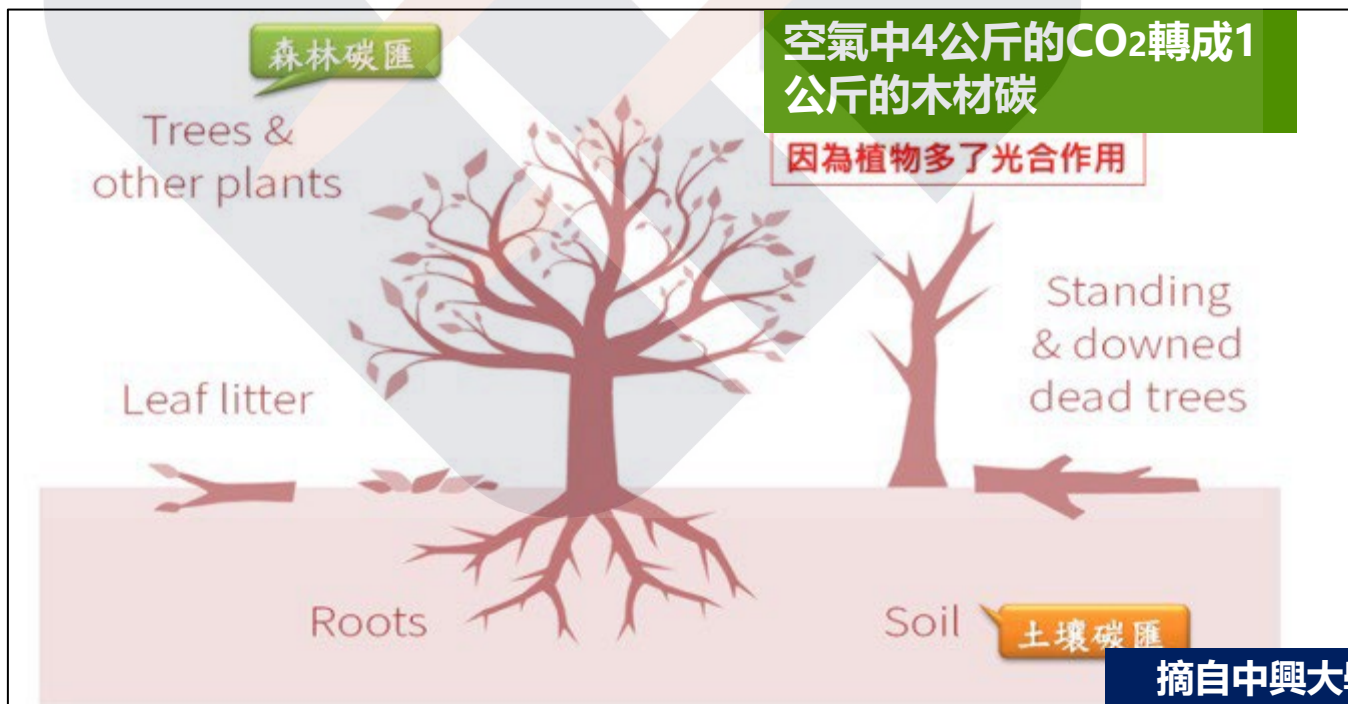 森林碳匯
空氣中4公斤的CO2轉成1
公斤的木材碳
因為植物多了光合作用
Trees &
other plants
Standing
& downed
dead trees
Leaf litter
Roots
Soil
土壤碳匯
摘自中興大學